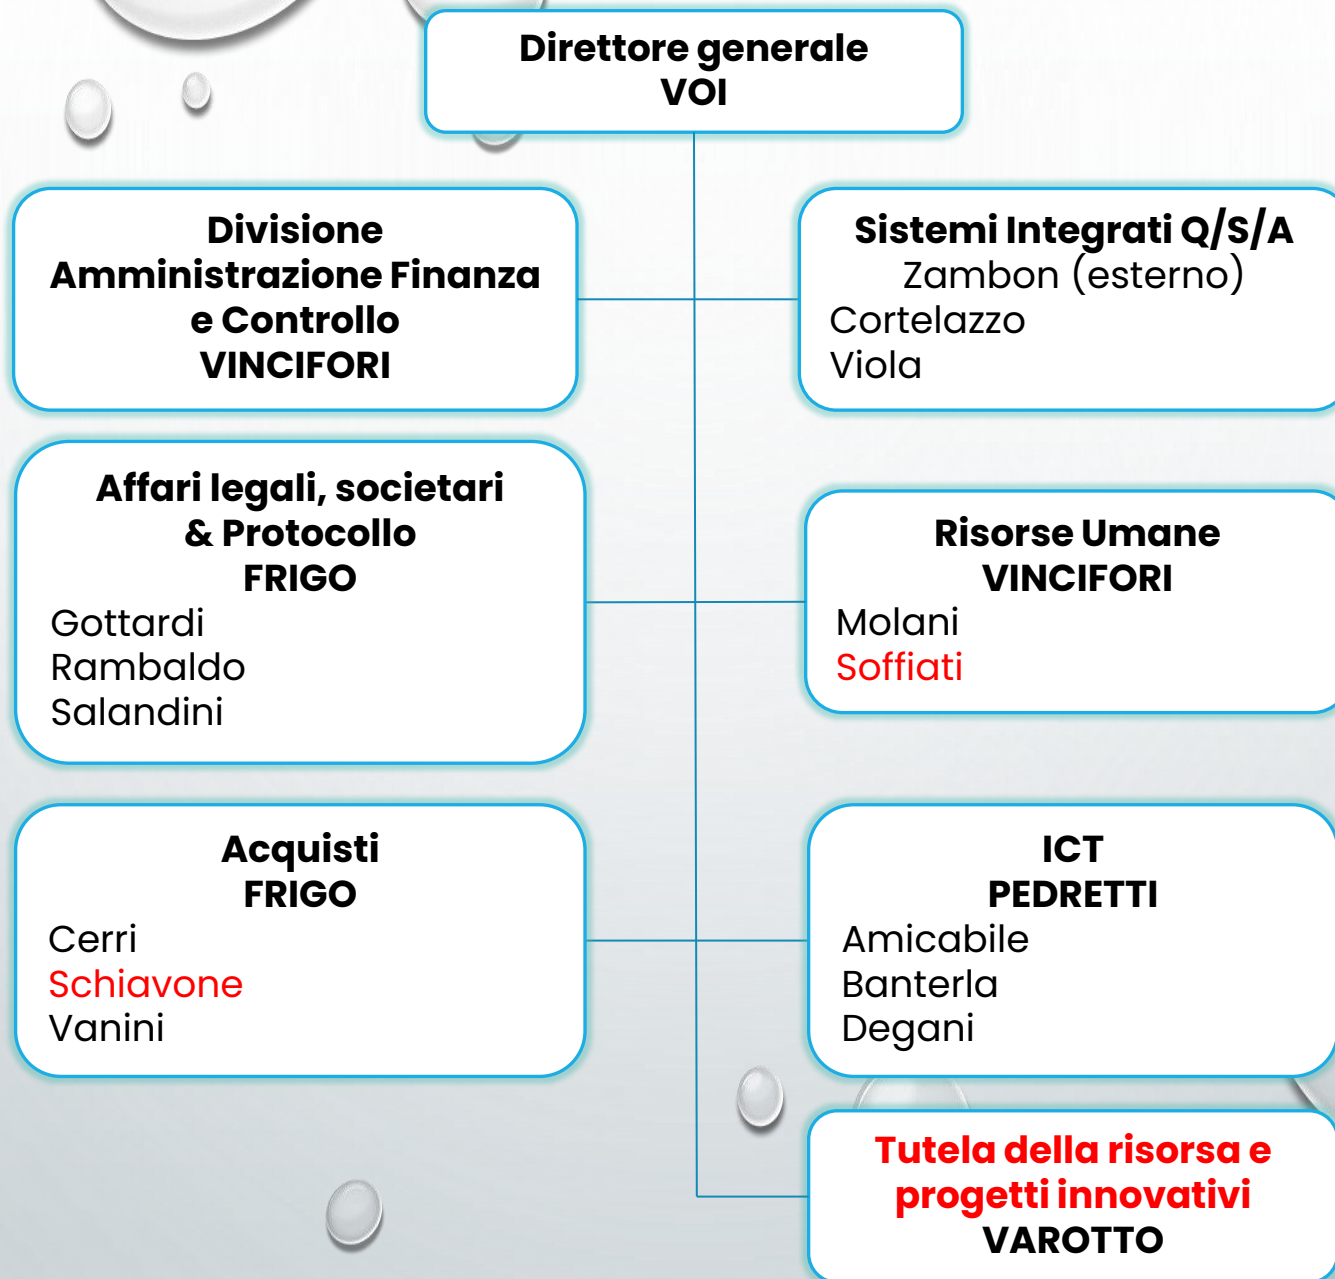 Direttore generale
VOI
Divisione
Amministrazione Finanza
e Controllo
VINCIFORI
Sistemi Integrati Q/S/A
Zambon (esterno)
Cortelazzo
Viola
Affari legali, societari
& Protocollo
FRIGO
Gottardi
Rambaldo
Salandini
Risorse Umane
VINCIFORI
Molani
Soffiati
Acquisti
FRIGO
Cerri
Schiavone
Vanini
ICT
PEDRETTI
Amicabile
Banterla
Degani
Tutela della risorsa e
progetti innovativi
VAROTTO